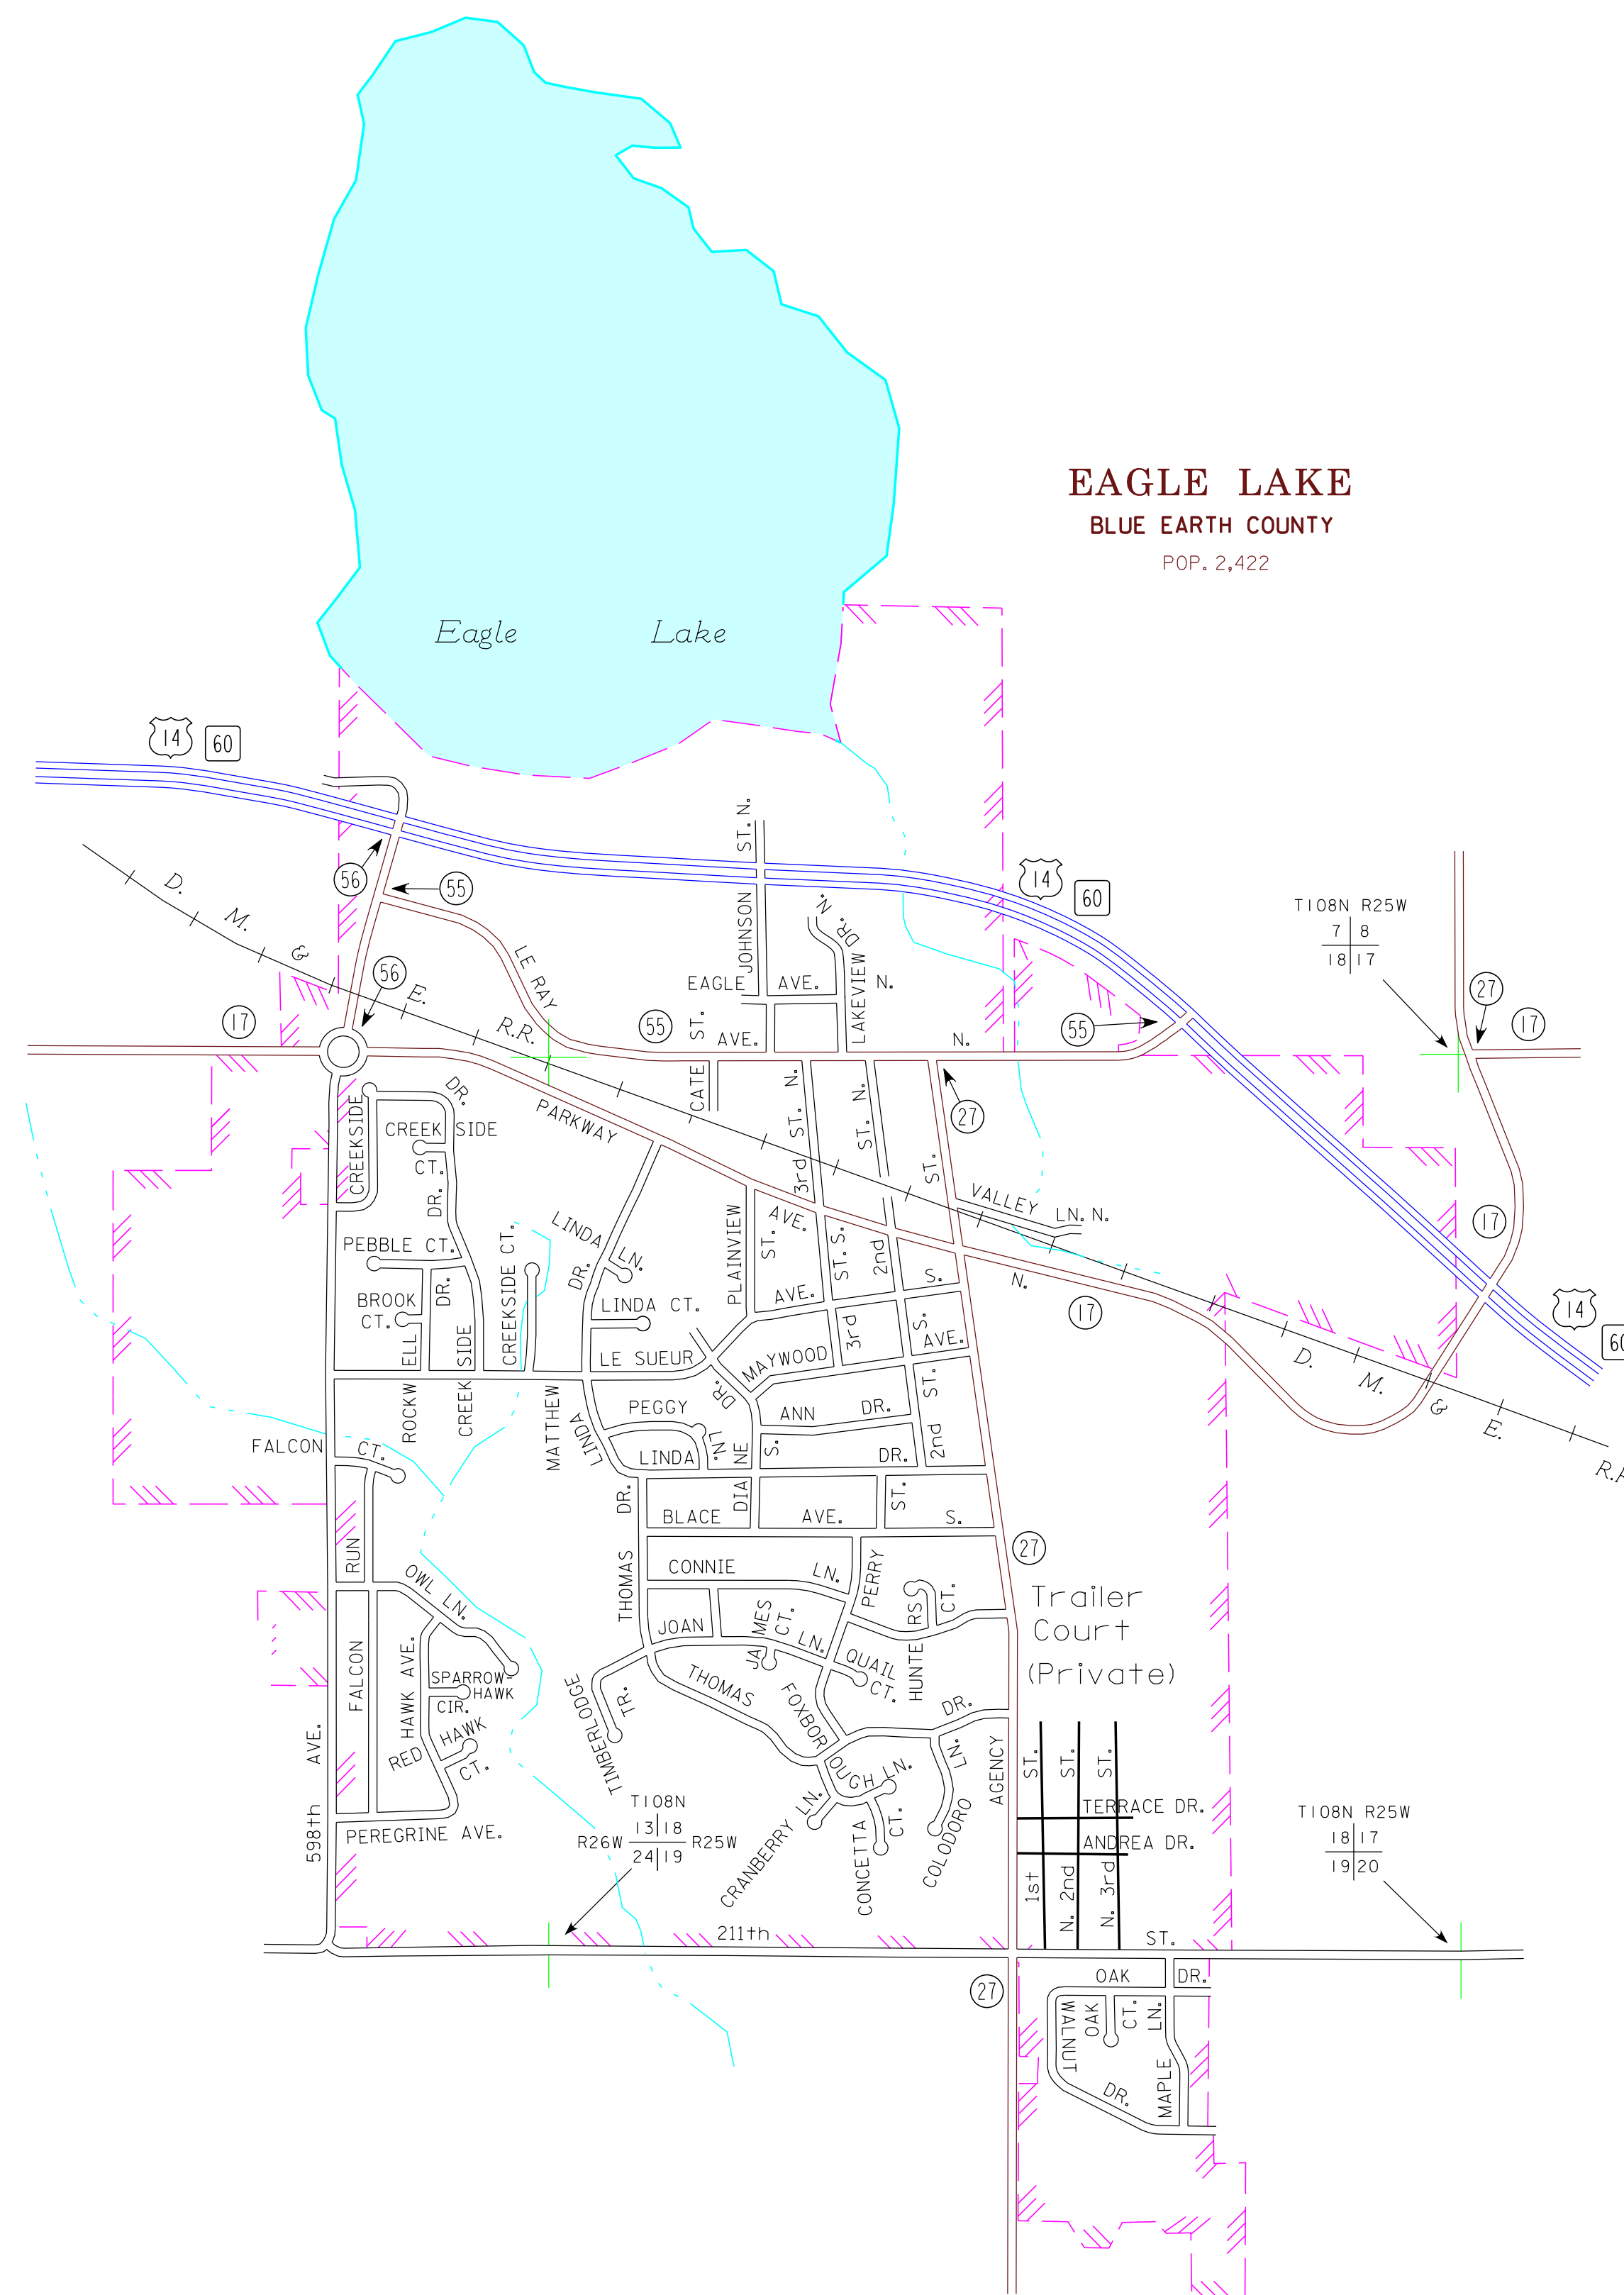 EAGLE LAKE
BLUE EARTH COUNTY
POP. 2,422
Eagle Lake
14
60
ST. N.
JOHNSON
56
55
D. M. & E. R.R.
14
60
T108N R25W
7 8
18 17
N.
LAKEVIEW DR.
LE RAY
EAGLE AVE. N.
56
27
17
17
55
ST.
AVE.
N.
55
CATE
N.
N.
27
DR.
PARKWAY
CREEKSIDE
CREEK SIDE
CT.
3rd ST.
ST.
ST.
DR.
VALLEY LN. N.
17
PLAINVIEW ST.
AVE.
LINDA LN.
PEBBLE CT.
CREEKSIDE CT.
DR.
ST. S.
2nd
S.
N.
17
BROOK CT.
DR.
LINDA CT.
AVE.
3rd
S.
AVE.
14
60
ROCKW ELL
CREEK SIDE
LE SUEUR
MAYWOOD
D. M. & E. R.R
MATTHEW
LINDA
PEGGY
LN.
DR.
ANN DR.
ST.
2nd
FALCON CT.
LINDA
DIA NE
S.
DR.
DR.
BLACE AVE. S.
ST.
27
RUN
OWL LN.
THOMAS
CONNIE LN.
PERRY
Trailer
Court
(Private)
JOAN
JA MES CT.
LN.
HUNTE RS CT.
QUAIL CT.
FALCON
HAWK AVE.
SPARROW-
HAWK
CIR.
RED HAWK CT.
TIMBERLODGE TR.
THOMAS
FOXBOR OUGH LN.
DR.
LN.
COLODORO
598th AVE.
PEREGRINE AVE.
AGENCY
ST.
ST.
ST.
TERRACE DR.
ANDREA DR.
T108N
13 18
R26W R25W
24 19
CRANBERRY LN.
CONCETTA CT.
1st
N. 2nd
N. 3rd
T108N R25W
18 17
19 20
211th ST.
27
OAK DR.
WALNUT
OAK CT.
LN.
MAPLE
DR.